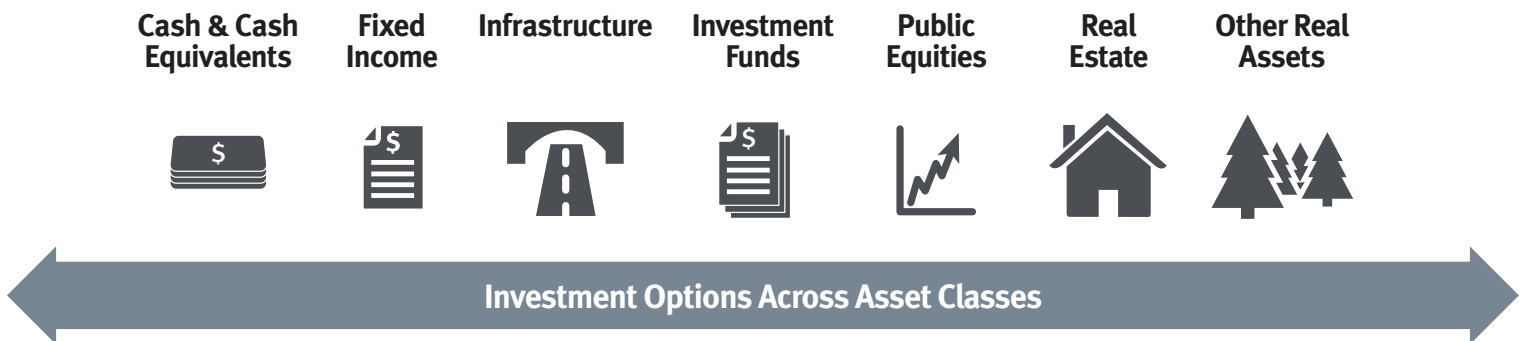 Cash & Cash
Equivalents
Fixed
Income
Infrastructure
Investment
Funds
Public
Equities
Real
Estate
Other Real
Assets
$
$
$
Investment Options Across Asset Classes